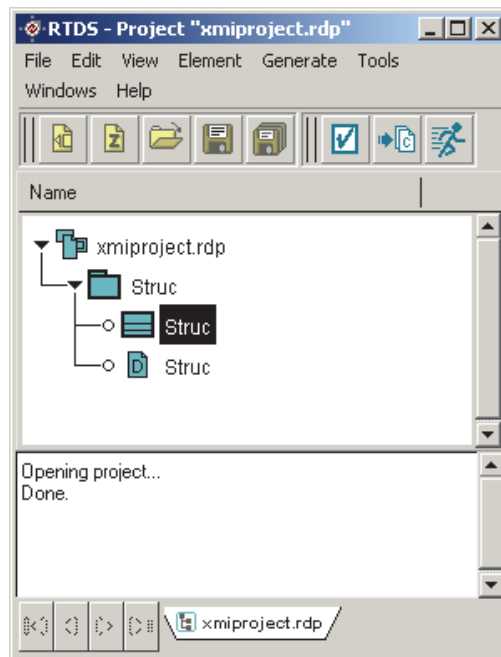 RTDS - Project "xmiproject.rdp"
File Edit View Element Generate Tools
Windows Help
Z
C
Name
xmiproject.rdp
Struc
Struc
D Struc
Opening project...
Done.
xmiproject.rdp